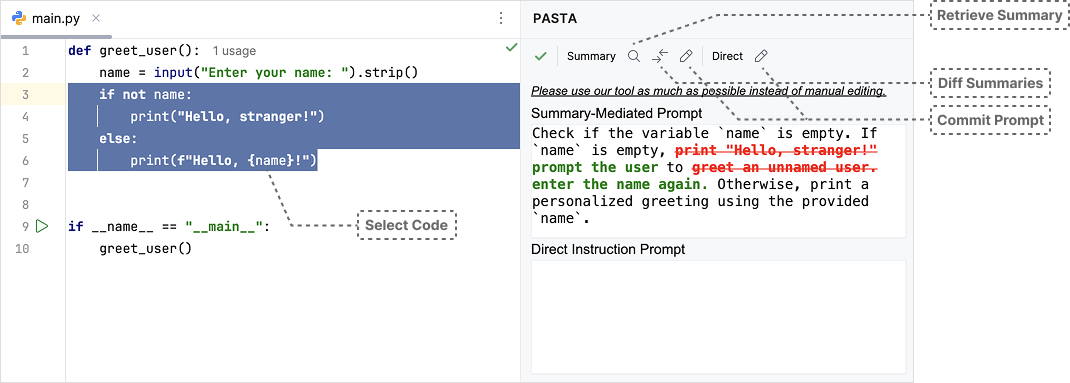 main.py
1 def greet_user(): 1 usage
2 name = input("Enter your name: ").strip()
3 if not name:
4 print("Hello, stranger!")
5 else:
6 print(f"Hello, {name}!")
7
8
9 if __name__ == "__main__":
10 greet_user()
Select Code
PASTA
Summary Direct
Please use our tool as much as possible instead of manual editing.
Summary-Mediated Prompt
Check if the variable `name` is empty. If
`name` is empty, print "Hello, stranger!"
prompt the user to greet an unnamed user.
enter the name again. Otherwise, print a
personalized greeting using the provided
`name`.
Direct Instruction Prompt
Retrieve Summary
Diff Summaries
Commit Prompt